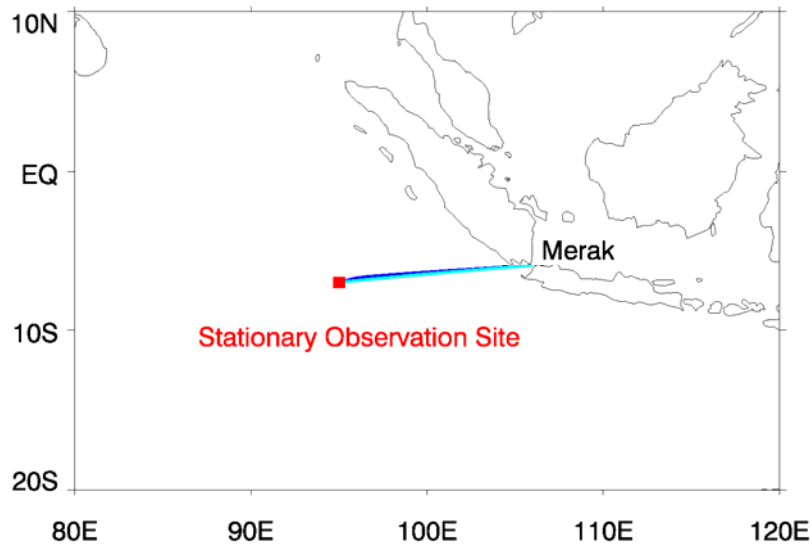 10N
EQ
Merak
10S
Stationary Observation Site
20S
80E
90E
100E
110E
120E